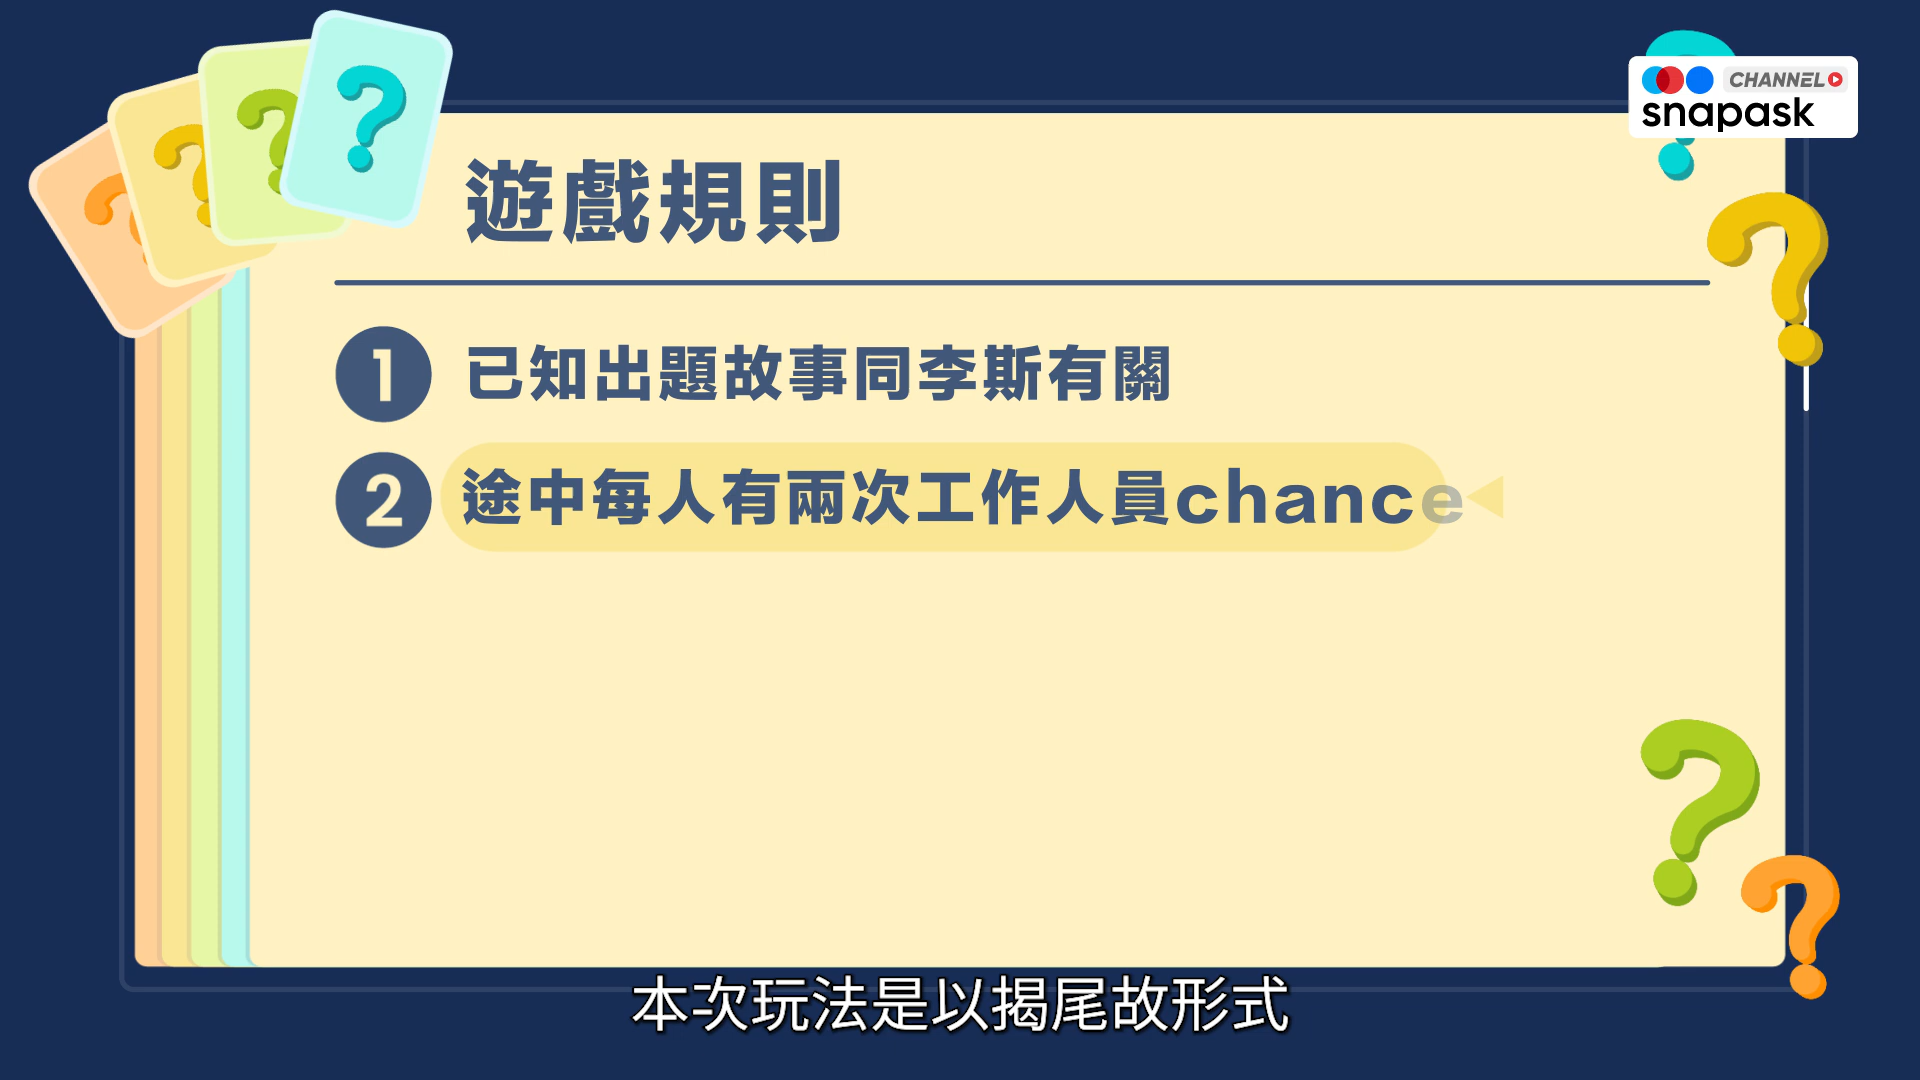 CHANNEL
snapask
遊戲規則
1 已知出題故事同李斯有關
2 途中每人有兩次工作人員chance
本次玩法是以揭尾故形式